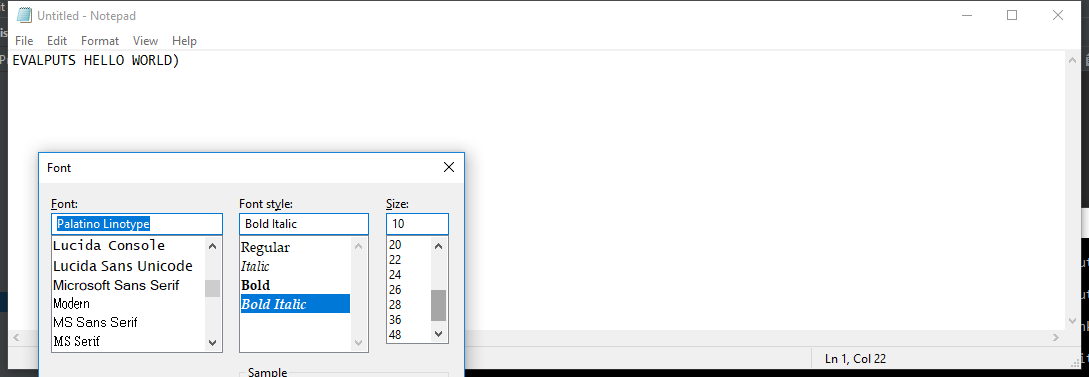 Untitled - Notepad
File Edit Format View Help
EVALPUTS HELLO WORLD)
Font
Font: Font style: Size:
Palatino Linotype Bold Italic 10
Lucida Console Regular 20
Lucida Sans Unicode Italic 22
Microsoft Sans Serif Bold 24
Modern Bold Italic 26
MS Sans Serif 28
MS Serif 36
48
Sample
Ln 1, Col 22